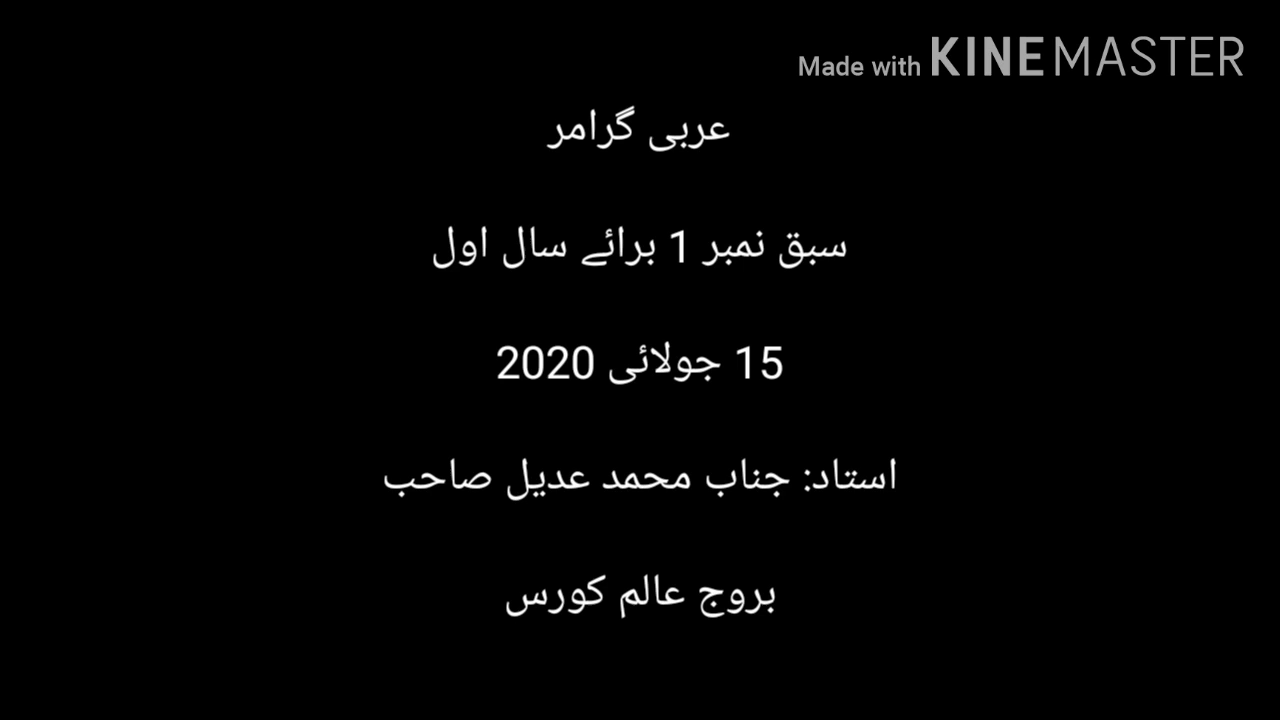 Made with KINEMASTER
عربی گرامر
سبق نمبر 1 برائے سال اول
15 جولائی 2020
استاد: جناب محمد عدیل صاحب
بروج عالم کورس